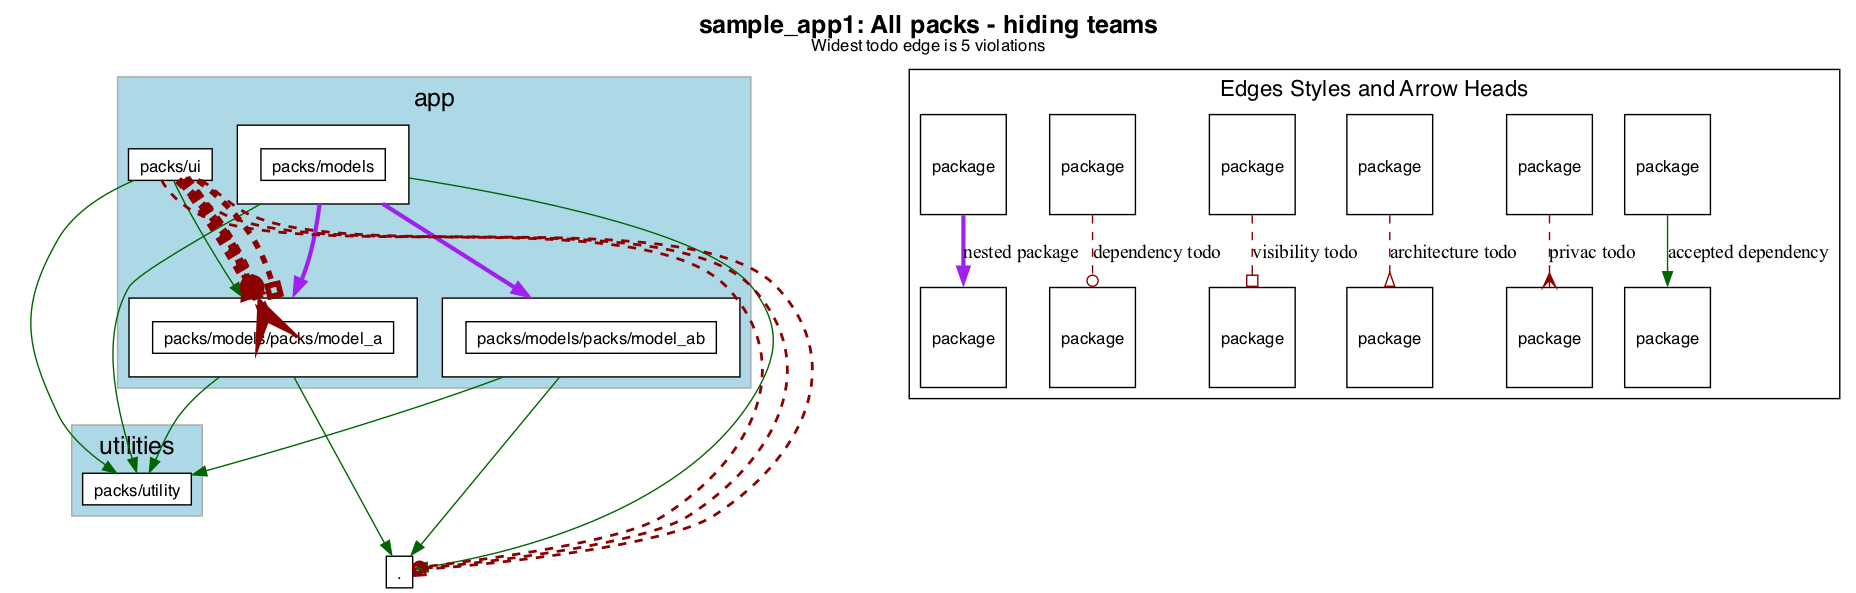 sample_app1: All packs - hiding teams
Widest todo edge is 5 violations
app
packs/ui
packs/models
packs/models/packs/model_a
packs/models/packs/model_ab
utilities
packs/utility
.
Edges Styles and Arrow Heads
package
package
package
package
package
package
nested package
dependency todo
visibility todo
architecture todo
privac todo
accepted dependency
package
package
package
package
package
package